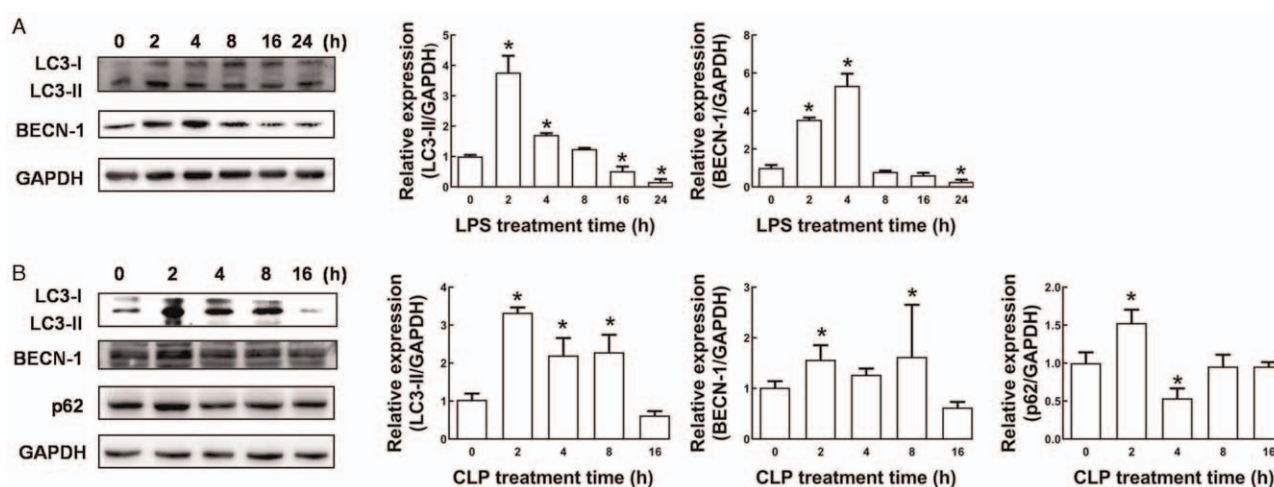 A
0 2 4 8 16 24 (h)
LC3-I
LC3-II
BECN-1
GAPDH
Relative expression
(LC3-II/GAPDH)
5
4
3
2
1
0
* * * *
0 2 4 8 16 24
LPS treatment time (h)
Relative expression
(BECN-1/GAPDH)
8
6
4
2
0
* * *
0 2 4 8 16 24
LPS treatment time (h)
B
0 2 4 8 16 (h)
LC3-I
LC3-II
BECN-1
p62
GAPDH
Relative expression
(LC3-II/GAPDH)
4
3
2
1
0
* * *
0 2 4 8 16
CLP treatment time (h)
Relative expression
(BECN-1/GAPDH)
3
2
1
0
* *
0 2 4 8 16
CLP treatment time (h)
Relative expression
(p62/GAPDH)
2.0
1.5
1.0
0.5
0.0
* *
0 2 4 8 16
CLP treatment time (h)